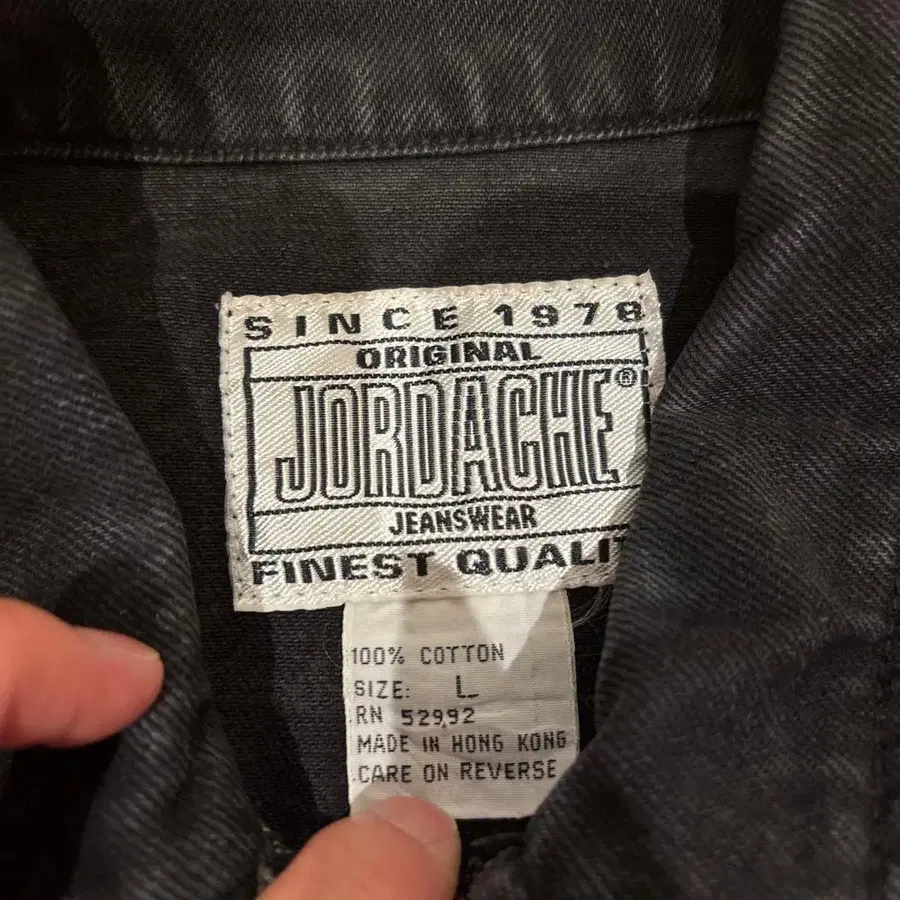 SINCE 1978
ORIGINAL
JORDACHE®
JEANSWEAR
FINEST QUALIT
100% COTTON
SIZE: L
RN 52992
MADE IN HONG KONG
CARE ON REVERSE